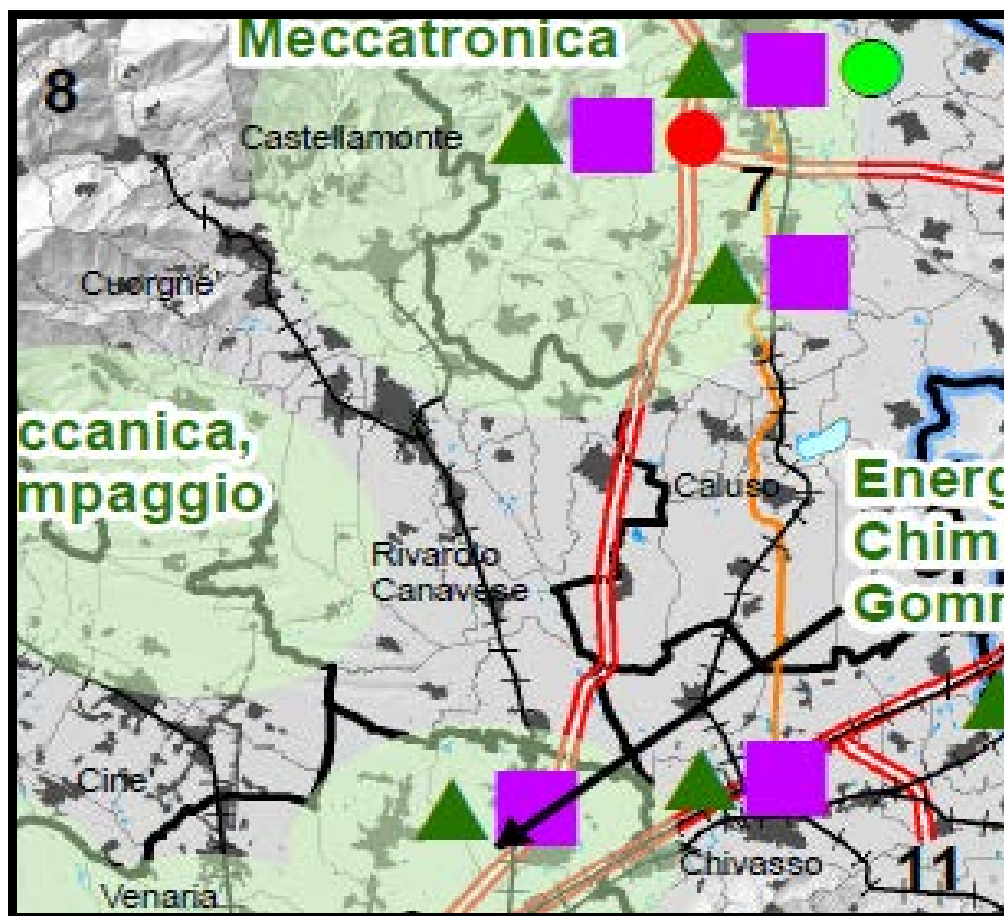 Meccatronica
8
Castellamonte
7
Cuorgne'
ccanica,
mpaggio
Caluso
Energ
Chim
Gomm
Rivarolo
Canavese
Cirie'
Chivasso
11
Venaria